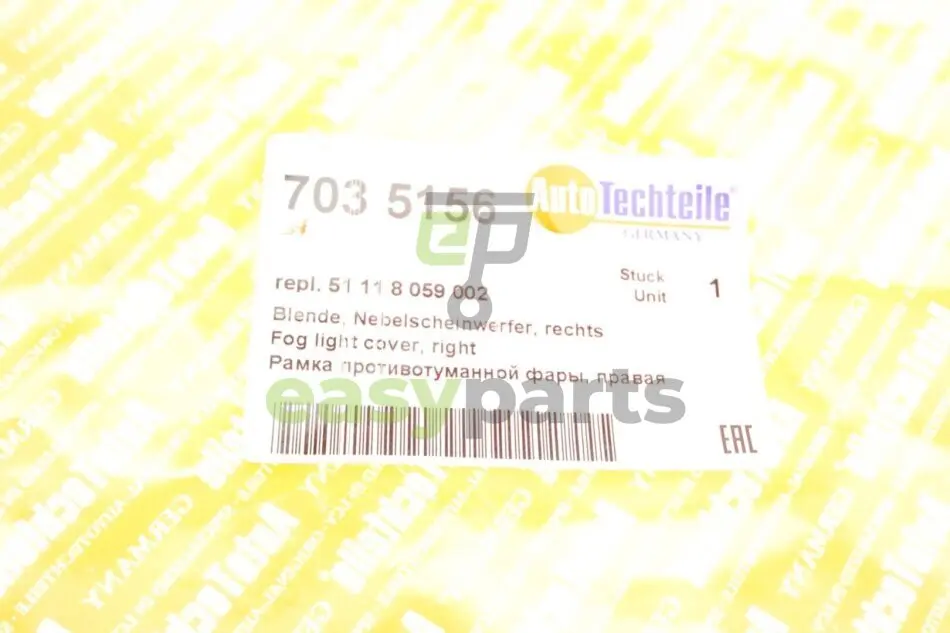 703 5156
AutoTechteile®
GERMANY
repl. 51 11 8 059 002
Stuck
Unit
1
Blende, Nebelscheinwerfer, rechts
Fog light cover, right
Рамка противотуманной фары, правая
easyparts
EAC